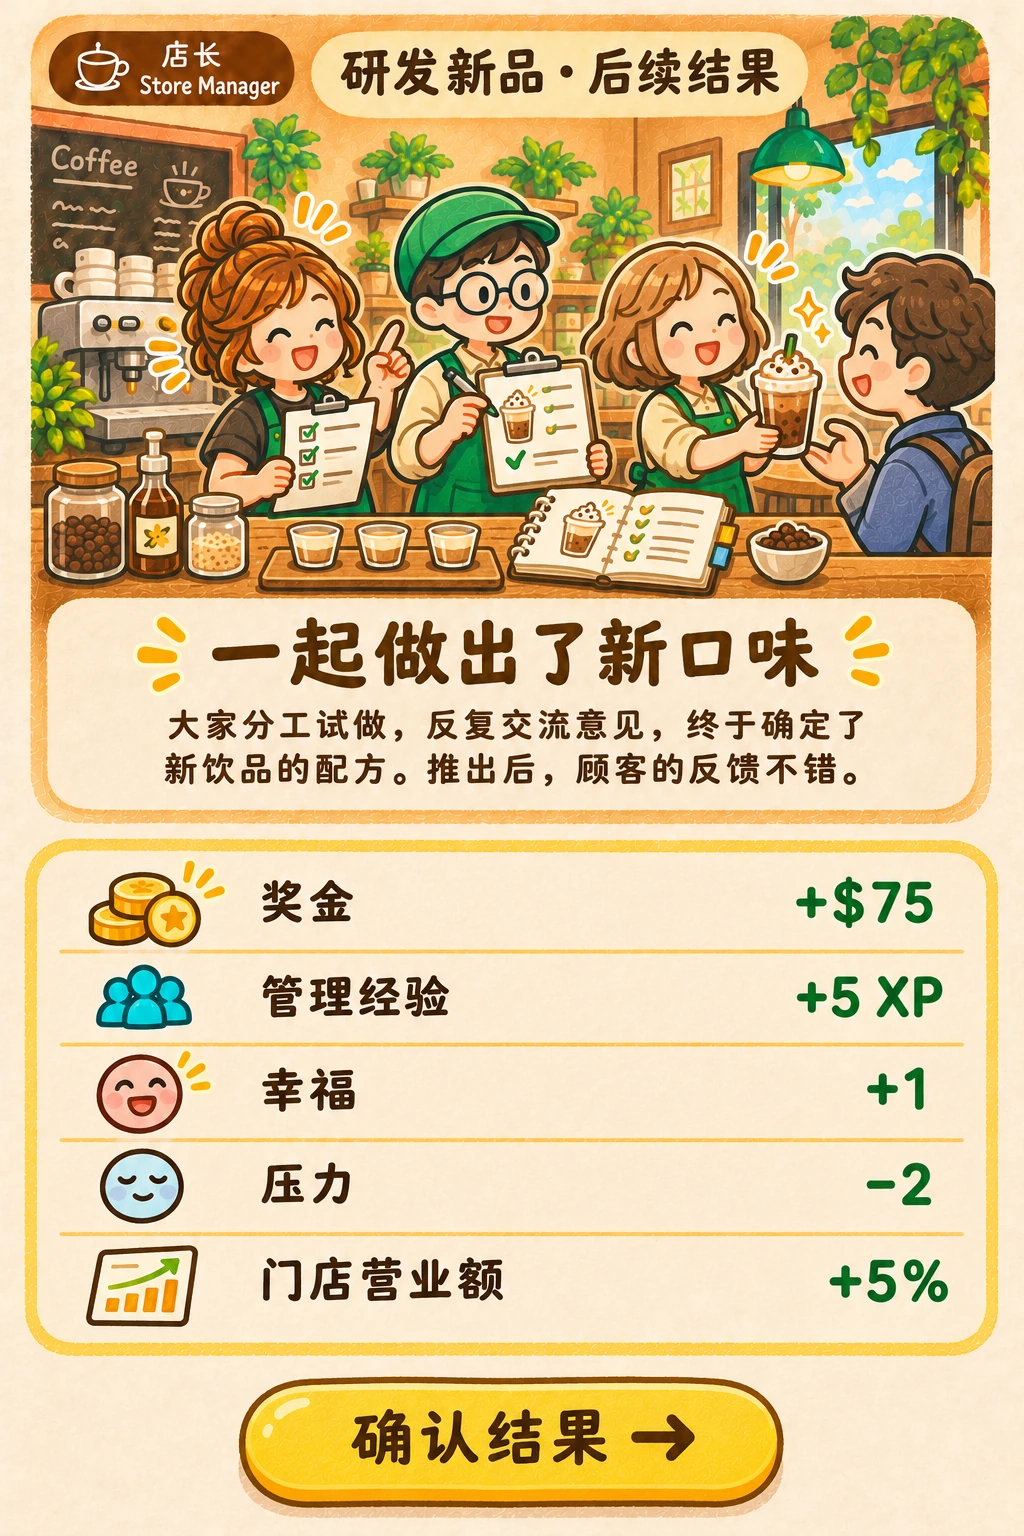 店长
Store Manager
研发新品·后续结果
Coffee
一起做出了新口味
大家分工试做，反复交流意见，终于确定了
新饮品的配方。推出后，顾客的反馈不错。
奖金 +$75
管理经验 +5 XP
幸福 +1
压力 -2
门店营业额 +5%
确认结果 →